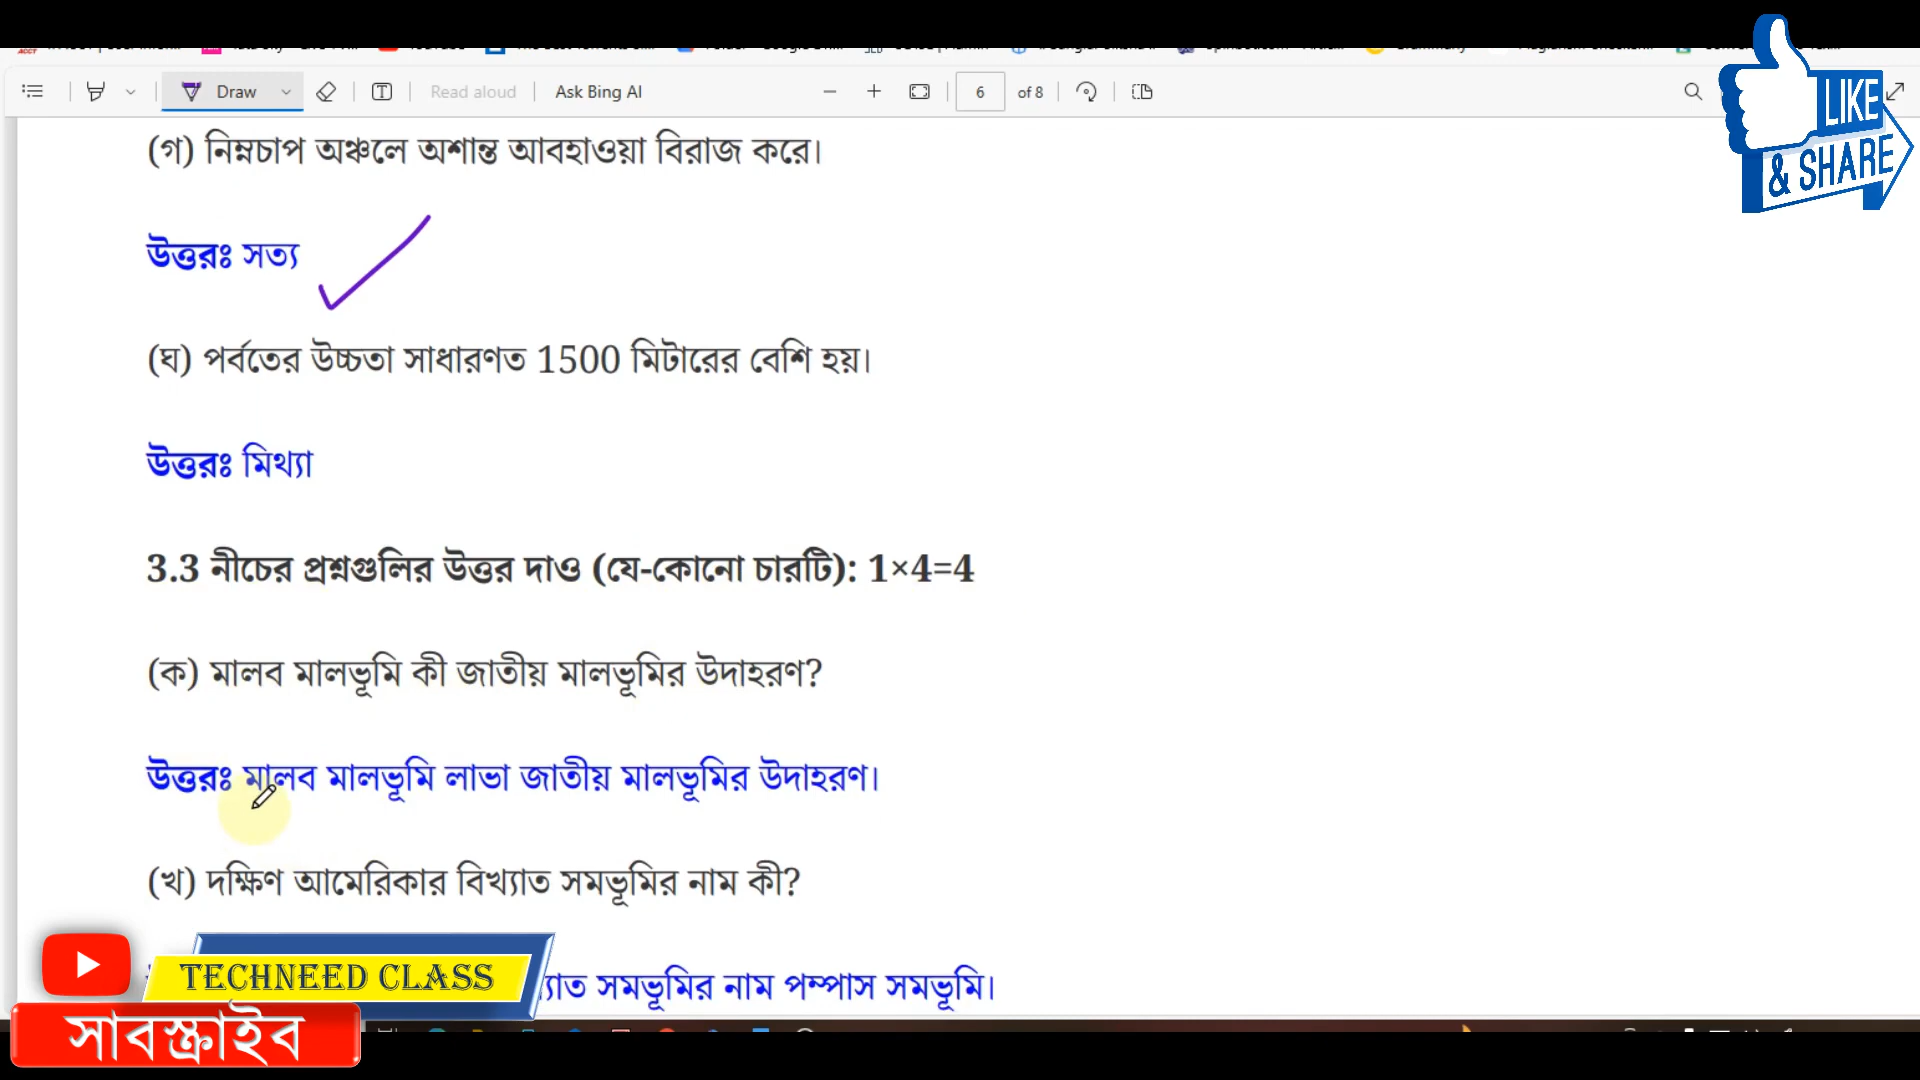 Draw
Read aloud
Ask Bing AI
6
of 8
LIKE
& SHARE
(গ) নিম্নচাপ অঞ্চলে অশান্ত আবহাওয়া বিরাজ করে।
উত্তরঃ সত্য
(ঘ) পর্বতের উচ্চতা সাধারণত 1500 মিটারের বেশি হয়।
উত্তরঃ মিথ্যা
3.3 নীচের প্রশ্নগুলির উত্তর দাও (যে-কোনো চারটি): 1×4=4
(ক) মালব মালভূমি কী জাতীয় মালভূমির উদাহরণ?
উত্তরঃ মালব মালভূমি লাভা জাতীয় মালভূমির উদাহরণ।
(খ) দক্ষিণ আমেরিকার বিখ্যাত সমভূমির নাম কী?
সমভূমির নাম পম্পাস সমভূমি।
TECHNEED CLASS
সাবস্ক্রাইব